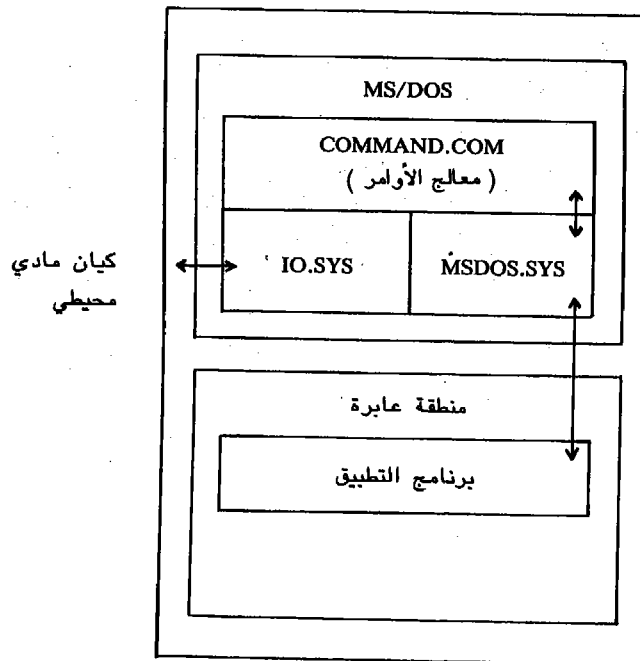 MS/DOS
COMMAND.COM
( معالج الأوامر )
كيان مادي
محيطي
IO.SYS
MSDOS.SYS
منطقة عابرة
برنامج التطبيق